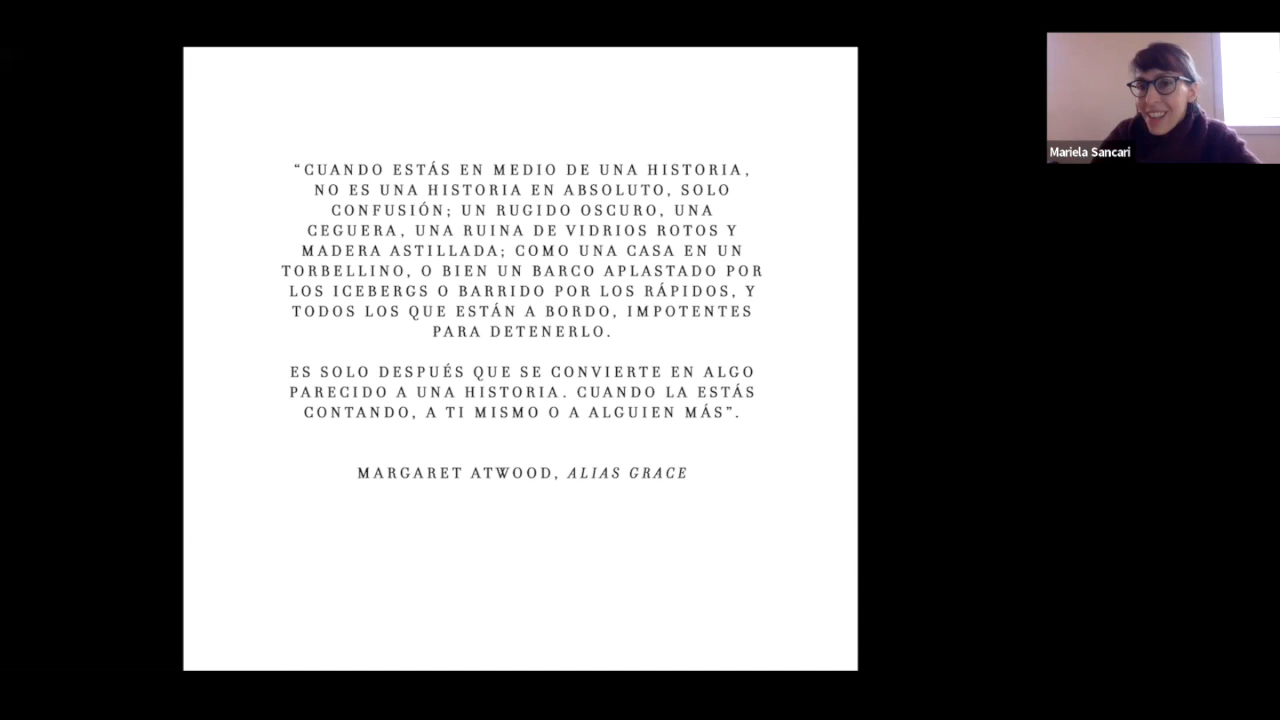 “CUANDO ESTÁS EN MEDIO DE UNA HISTORIA,
NO ES UNA HISTORIA EN ABSOLUTO, SOLO
CONFUSIÓN; UN RUGIDO OSCURO, UNA
CEGUERA, UNA RUINA DE VIDRIOS ROTOS Y
MADERA ASTILLADA; COMO UNA CASA EN UN
TORBELLINO, O BIEN UN BARCO APLASTADO POR
LOS ICEBERGS O BARRIDO POR LOS RÁPIDOS, Y
TODOS LOS QUE ESTÁN A BORDO, IMPOTENTES
PARA DETENERLO.
ES SOLO DESPUÉS QUE SE CONVIERTE EN ALGO
PARECIDO A UNA HISTORIA. CUANDO LA ESTÁS
CONTANDO, A TI MISMO O A ALGUIEN MÁS”.
MARGARET ATWOOD, ALIAS GRACE
Mariela Sancari